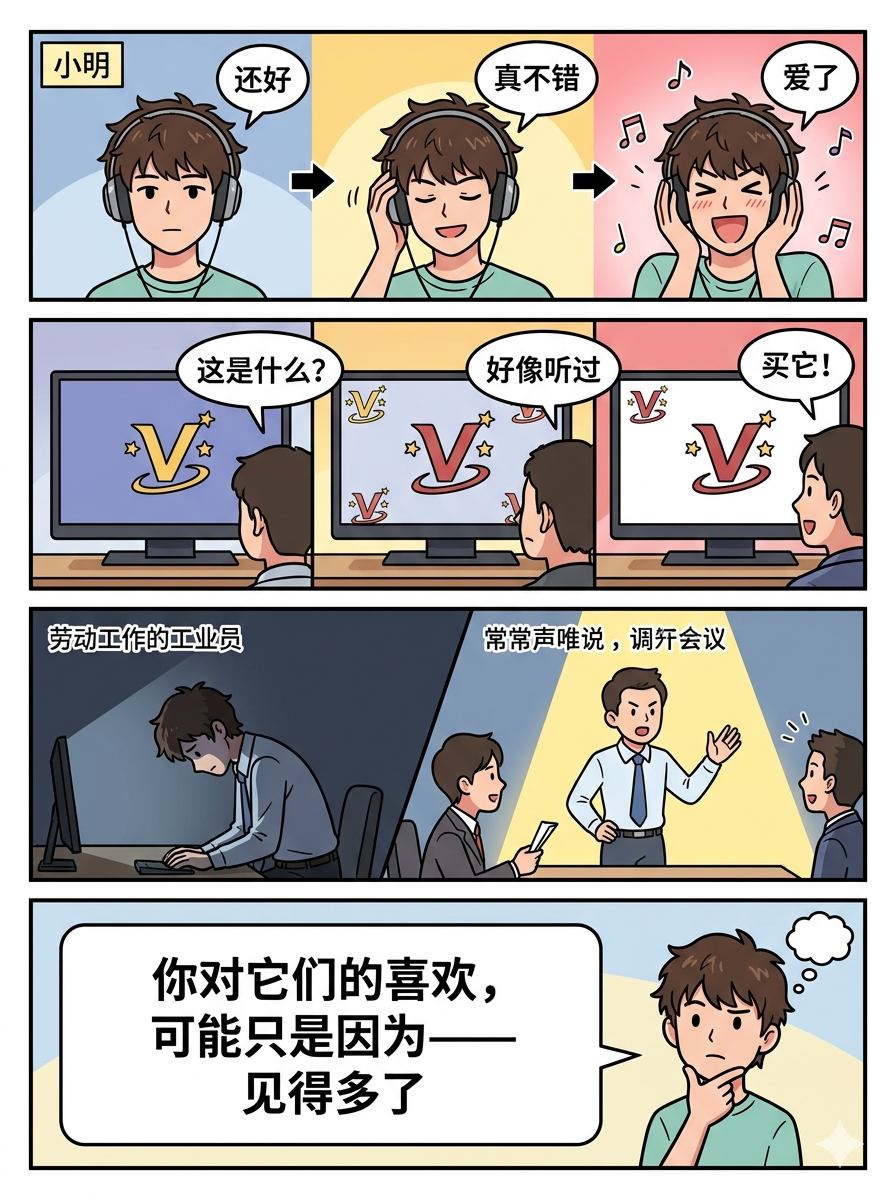 小明
还好
真不错
爱了
这是什么？
好像听过
买它！
V
V
V
V
V
V
V
V
劳动工作的工业员
常常声唯说，调研会议
你对它们的喜欢，
可能只是因为——
见得多了